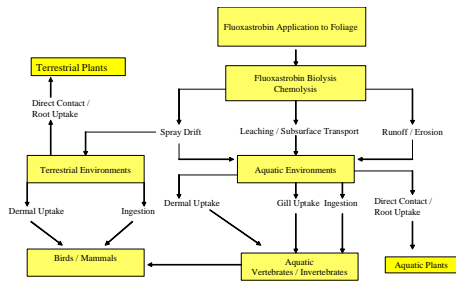 Fluoxastrobin Application to Foliage
Terrestrial Plants
Fluoxastrobin Biolysis
Chemolysis
Direct Contact /
Root Uptake
Spray Drift
Leaching / Subsurface Transport
Runoff / Erosion
Terrestrial Environments
Aquatic Environments
Dermal Uptake
Ingestion
Dermal Uptake
Gill Uptake
Ingestion
Direct Contact /
Root Uptake
Birds / Mammals
Aquatic
Vertebrates / Invertebrates
Aquatic Plants